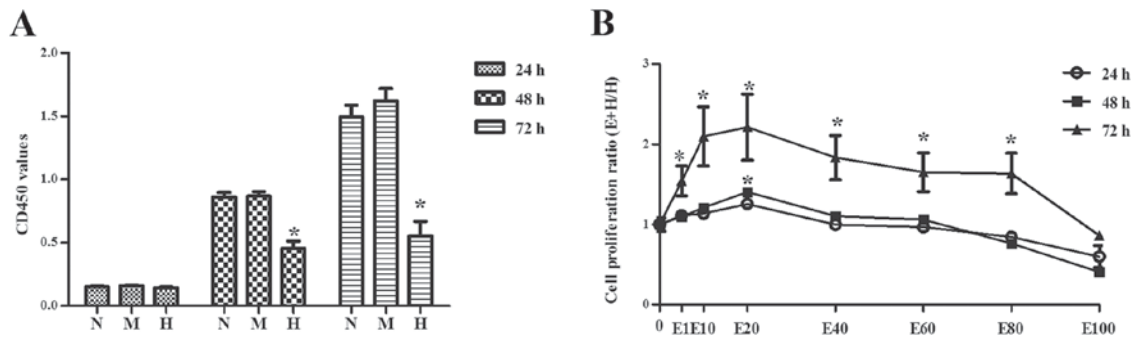 A
CD450 values
2.0
1.5
1.0
0.5
0.0
N M H N M H N M H
* *
24 h
48 h
72 h
B
Cell proliferation ratio (E+H/H)
3
2
1
0
0 E1 E10 E20 E40 E60 E80 E100
* * * * * * *
24 h
48 h
72 h